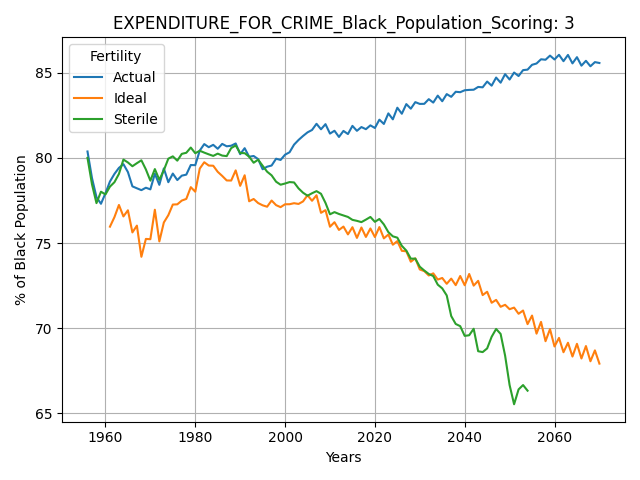 EXPENDITURE_FOR_CRIME_Black_Population_Scoring: 3
Fertility
Actual
Ideal
Sterile
85
80
75
70
65
% of Black Population
1960 1980 2000 2020 2040 2060
Years